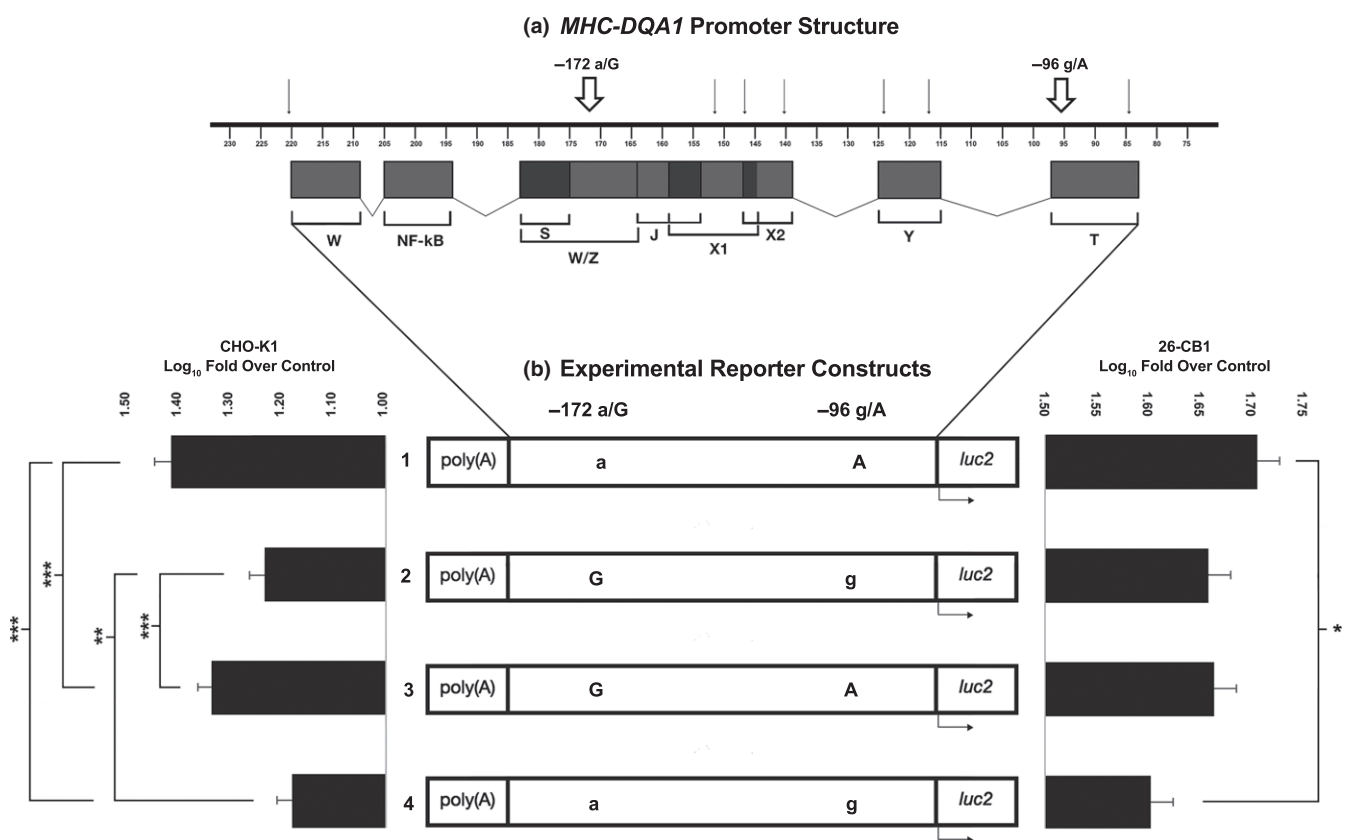 (a) MHC-DQA1 Promoter Structure
–172 a/G –96 g/A
230 225 220 215 210 205 200 195 190 185 180 175 170 165 160 155 150 145 140 135 130 125 120 115 110 105 100 95 90 85 80 75
W NF-kB S J X2 Y T
W/Z X1
CHO-K1
Log10 Fold Over Control
26-CB1
Log10 Fold Over Control
(b) Experimental Reporter Constructs
1.50 1.40 1.30 1.20 1.10 1.00
–172 a/G –96 g/A
1.50 1.55 1.60 1.65 1.70 1.75
1 poly(A) a A luc2
2 poly(A) G g luc2
3 poly(A) G A luc2
4 poly(A) a g luc2
***
***
**
***
*